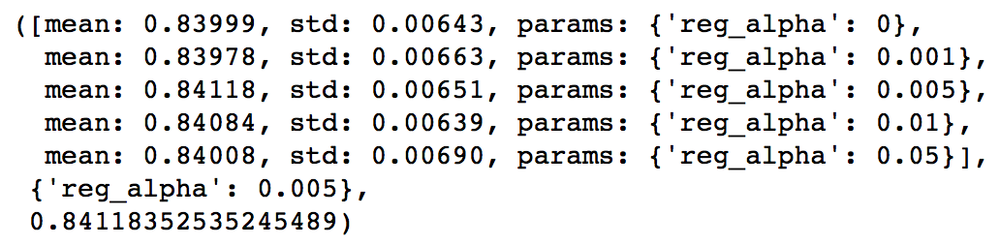 ([mean: 0.83999, std: 0.00643, params: {'reg_alpha': 0},
mean: 0.83978, std: 0.00663, params: {'reg_alpha': 0.001},
mean: 0.84118, std: 0.00651, params: {'reg_alpha': 0.005},
mean: 0.84084, std: 0.00639, params: {'reg_alpha': 0.01},
mean: 0.84008, std: 0.00690, params: {'reg_alpha': 0.05}],
{'reg_alpha': 0.005},
0.84118352535245489)